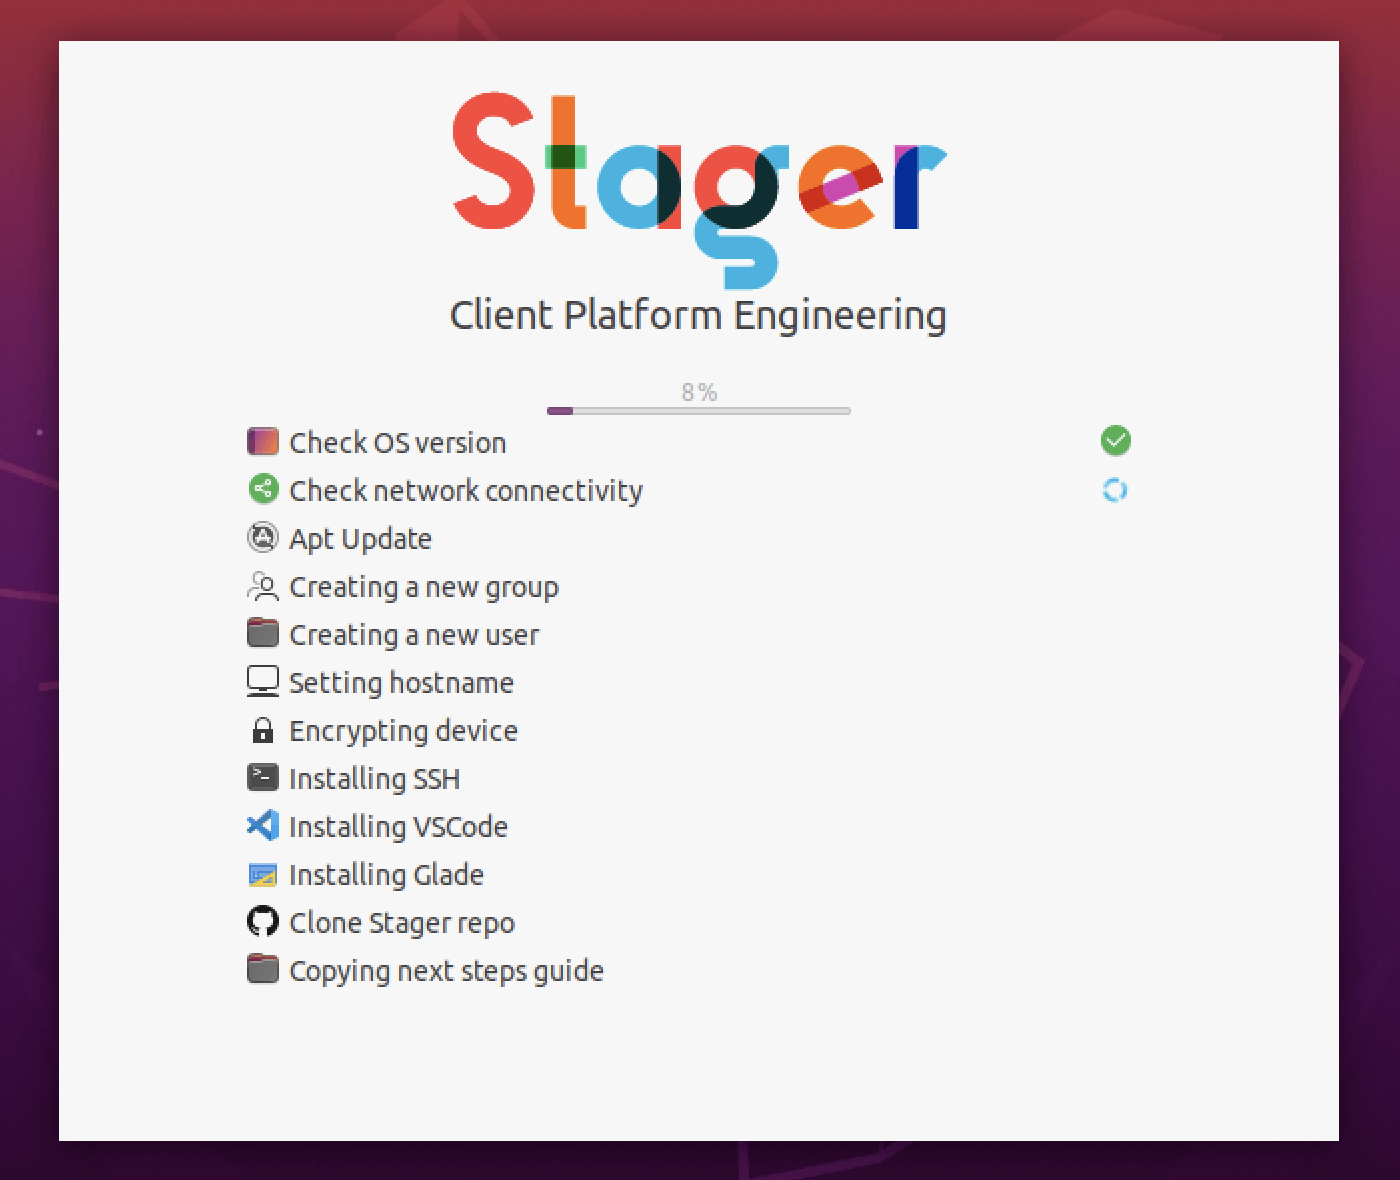 Stager
Client Platform Engineering
8%
Check OS version
Check network connectivity
Apt Update
Creating a new group
Creating a new user
Setting hostname
Encrypting device
Installing SSH
Installing VSCode
Installing Glade
Clone Stager repo
Copying next steps guide